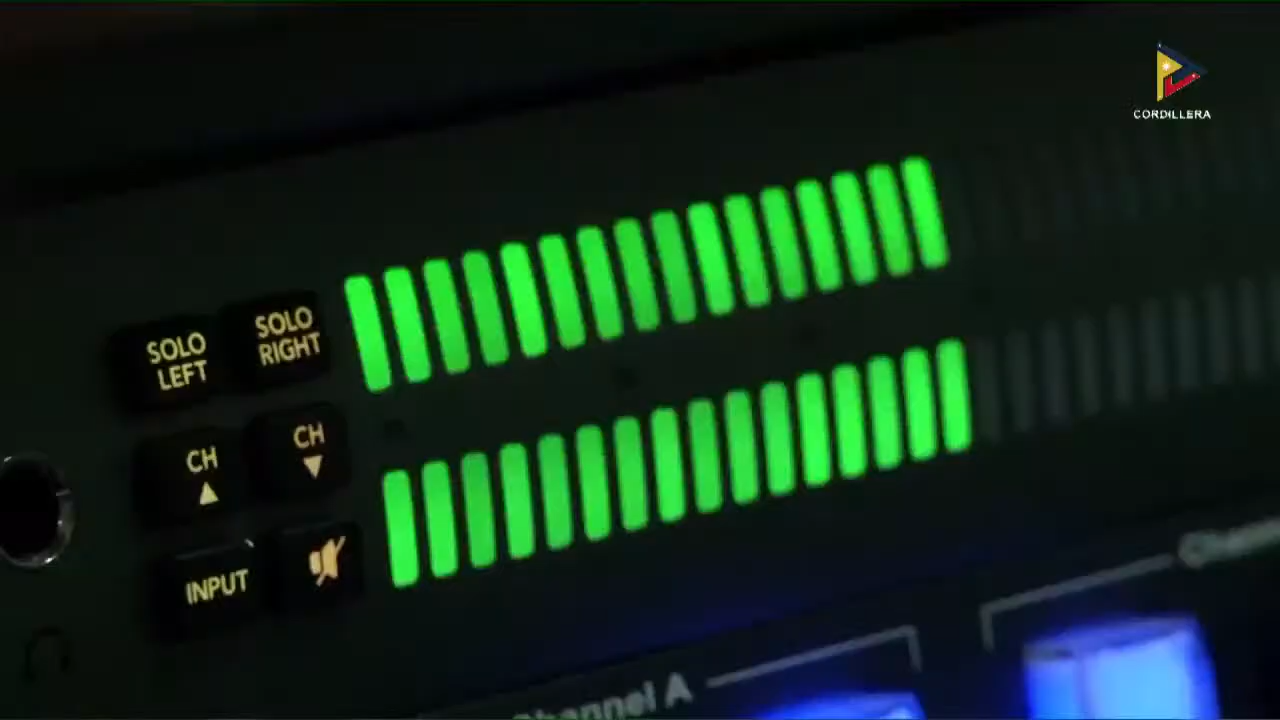 CORDILLERA
SOLO LEFT
SOLO RIGHT
CH
CH
INPUT
Channel A